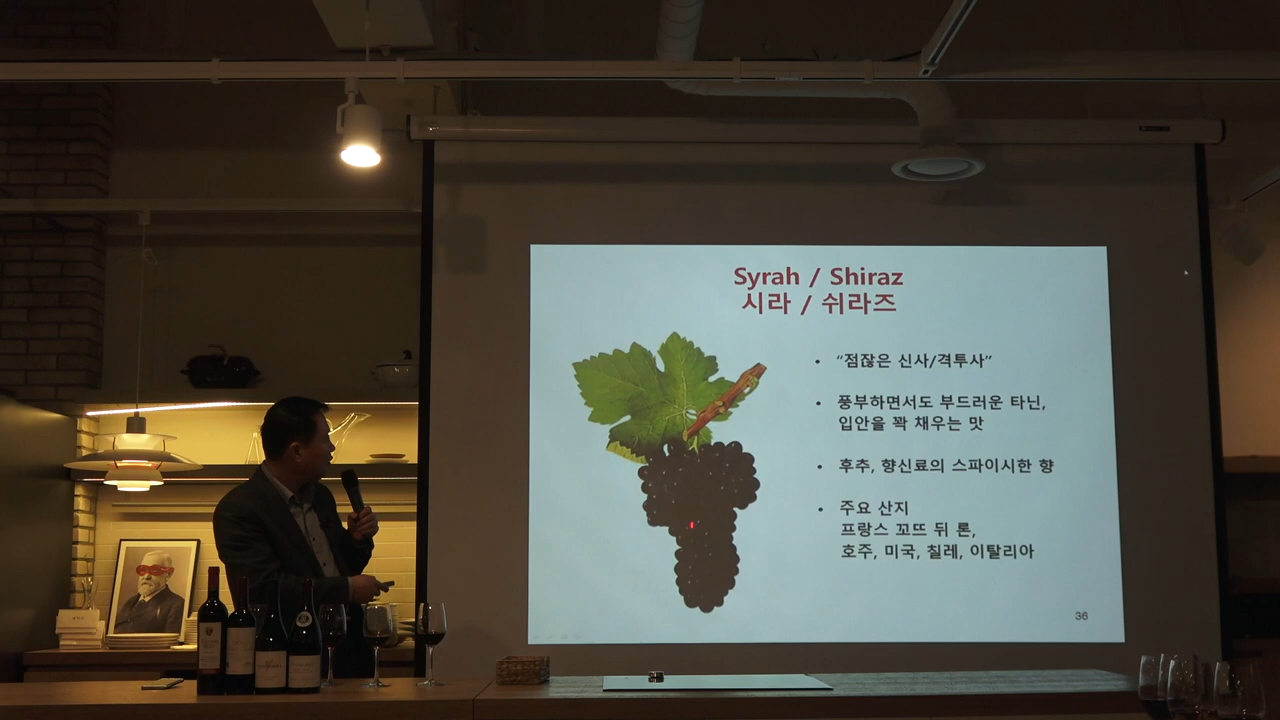 Syrah / Shiraz
시라 / 쉬라즈
• “점잖은 신사/격투사”
• 풍부하면서도 부드러운 타닌,
입안을 꽉 채우는 맛
• 후추, 향신료의 스파이시한 향
• 주요 산지
프랑스 꼬뜨 뒤 론,
호주, 미국, 칠레, 이탈리아
36